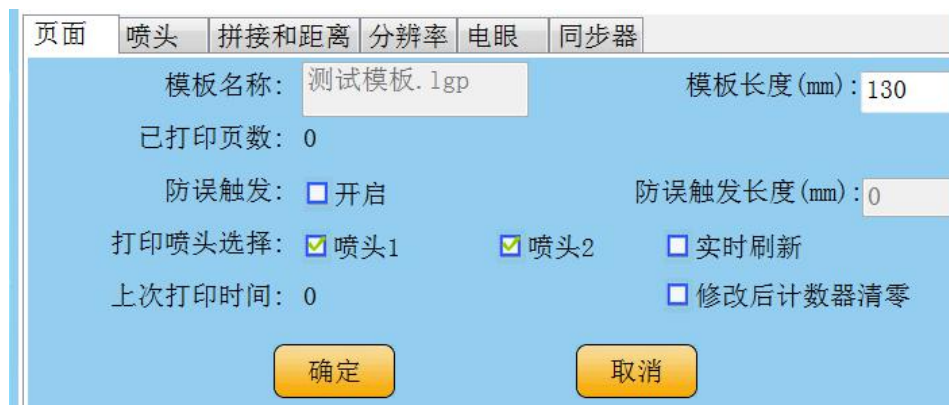 页面 喷头 拼接和距离 分辨率 电眼 同步器
模板名称: 测试模板.lgp 模板长度(mm): 130
已打印页数: 0
防误触发: 开启 防误触发长度(mm): 0
打印喷头选择: 喷头1 喷头2 实时刷新
上次打印时间: 0 修改后计数器清零
确定 取消